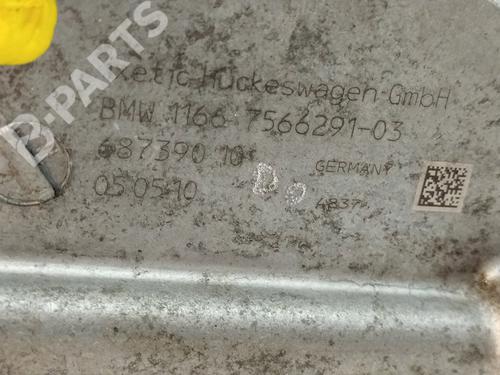 B-PARTS
xetic Hückeswagen GmbH
BMW 1166 7566291-03
687390 10
GERMANY
05 05 10
4837